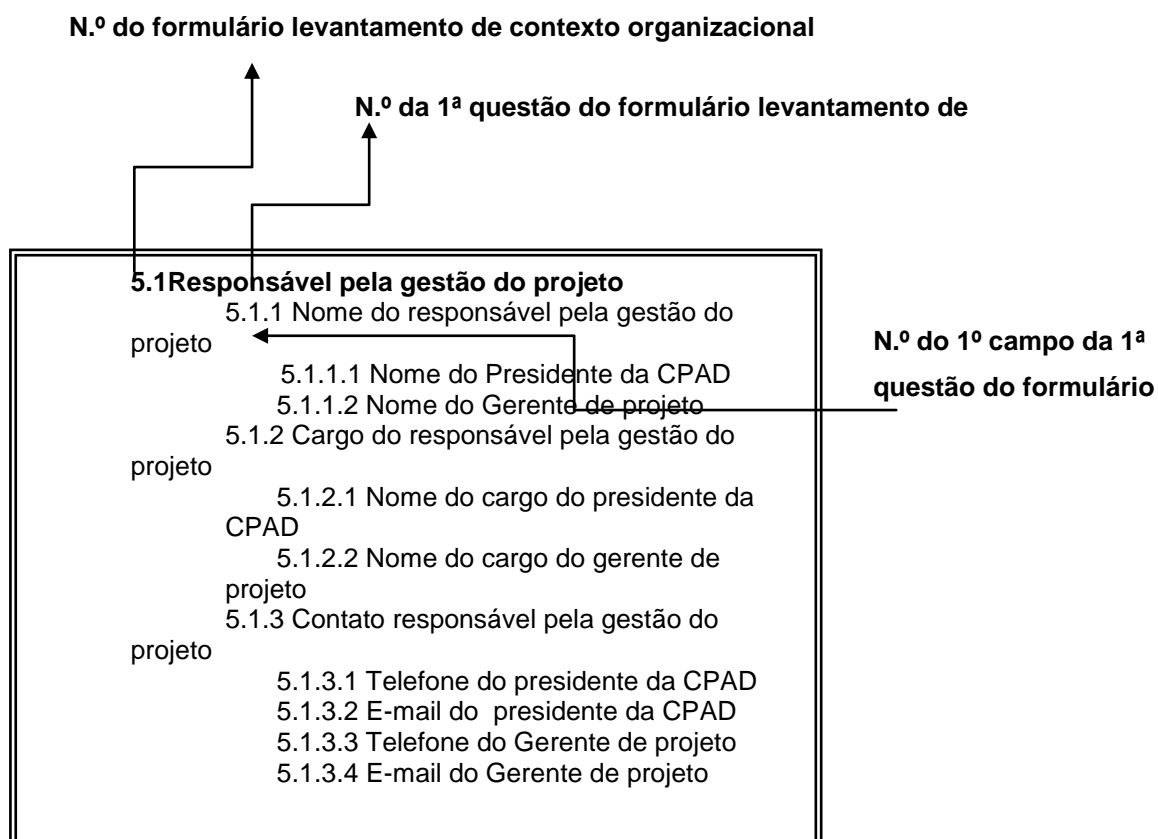 N.º do formulário levantamento de contexto organizacional
N.º da 1ª questão do formulário levantamento de
5.1Responsável pela gestão do projeto
5.1.1 Nome do responsável pela gestão do
projeto
5.1.1.1 Nome do Presidente da CPAD
5.1.1.2 Nome do Gerente de projeto
5.1.2 Cargo do responsável pela gestão do
projeto
5.1.2.1 Nome do cargo do presidente da
CPAD
5.1.2.2 Nome do cargo do gerente de
projeto
5.1.3 Contato responsável pela gestão do
projeto
5.1.3.1 Telefone do presidente da CPAD
5.1.3.2 E-mail do  presidente da CPAD
5.1.3.3 Telefone do Gerente de projeto
5.1.3.4 E-mail do Gerente de projeto
N.º do 1º campo da 1ª
questão do formulário